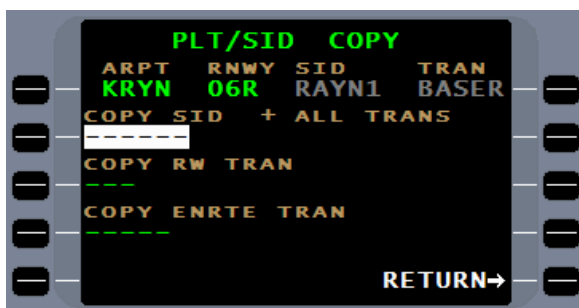 PLT/SID COPY
ARPT RNWY SID TRAN
KRYN 06R RAYN1 BASER
COPY SID + ALL TRANS
------
COPY RW TRAN
---
COPY ENRTE TRAN
-----
RETURN→